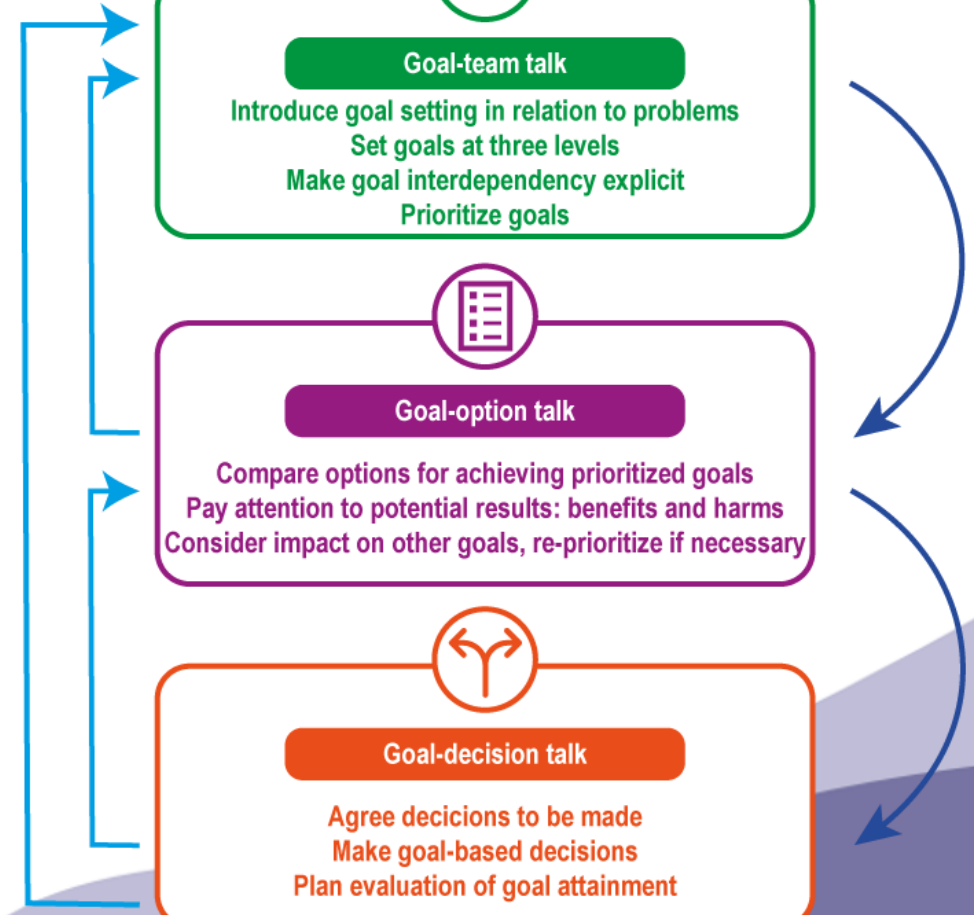 Goal-team talk
Introduce goal setting in relation to problems
Set goals at three levels
Make goal interdependency explicit
Prioritize goals
Goal-option talk
Compare options for achieving prioritized goals
Pay attention to potential results: benefits and harms
Consider impact on other goals, re-prioritize if necessary
Goal-decision talk
Agree decicions to be made
Make goal-based decisions
Plan evaluation of goal attainment